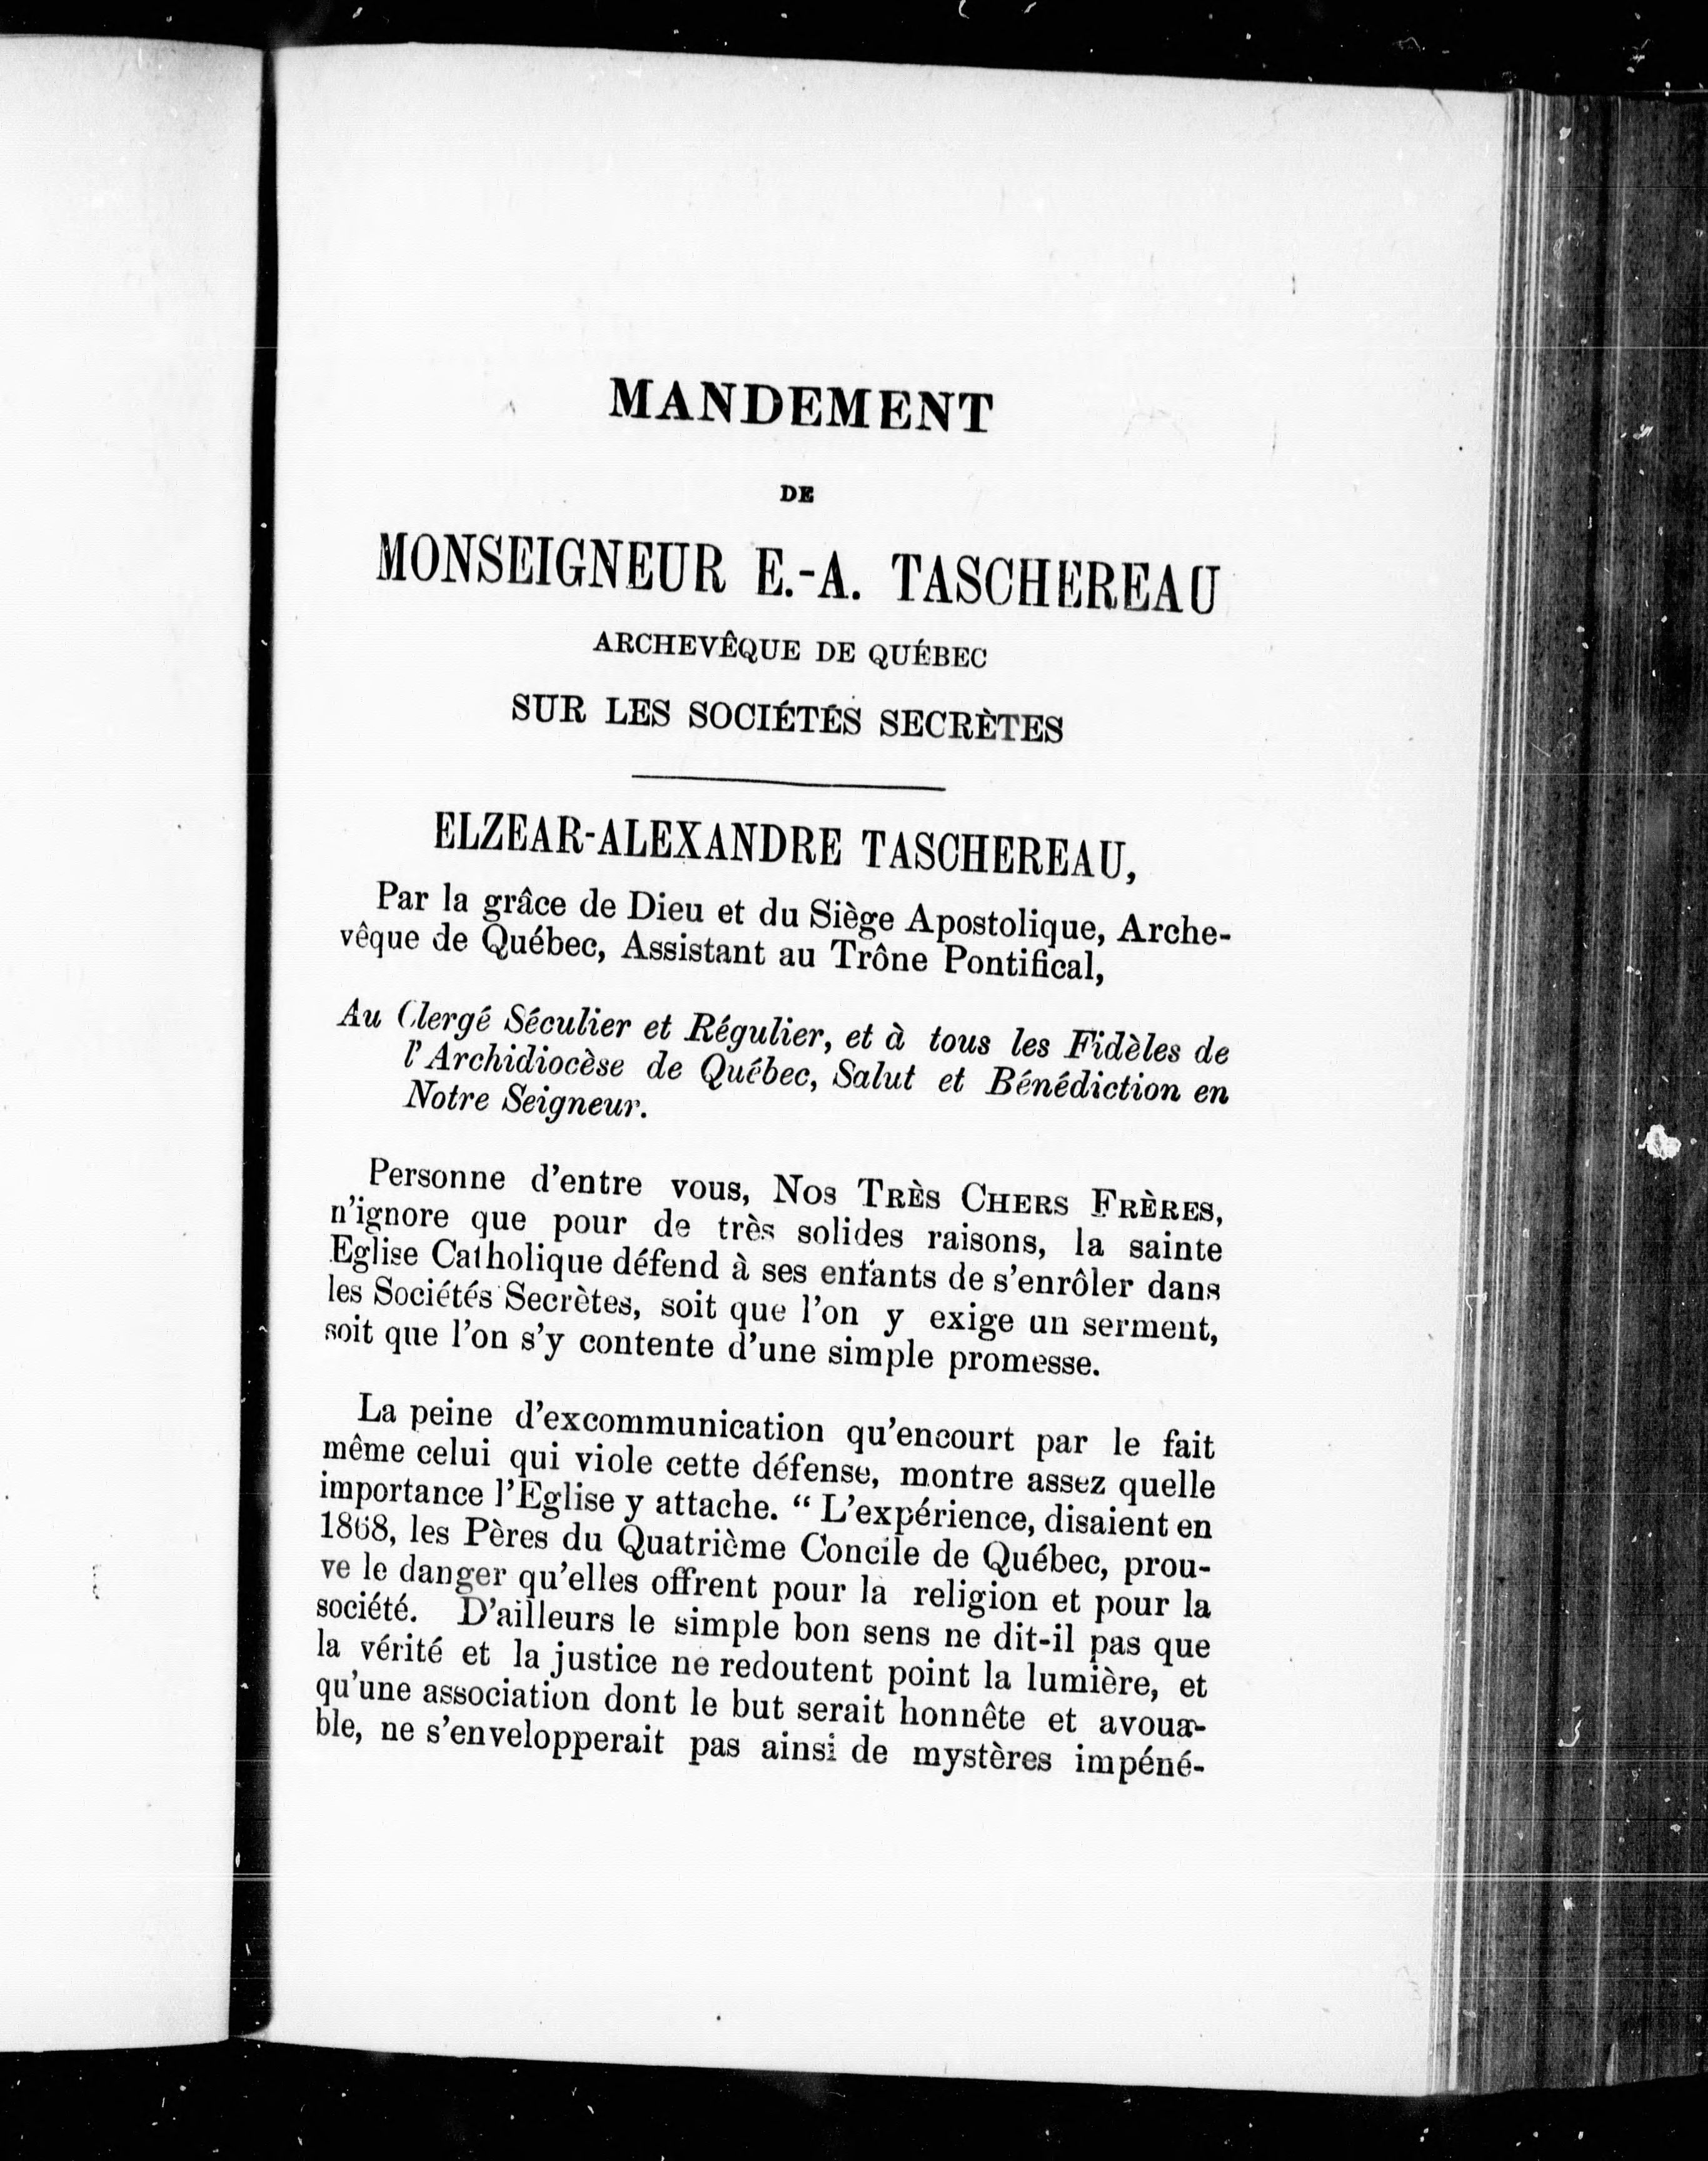 MANDEMENT
DE
MONSEIGNEUR E.-A. TASCHEREAU
ARCHEVÊQUE DE QUÉBEC
SUR LES SOCIÉTÉS SECRÈTES
ELZEAR-ALEXANDRE TASCHEREAU,
Par la grâce de Dieu et du Siège Apostolique, Arche-
vêque de Québec, Assistant au Trône Pontifical,
Au Clergé Séculier et Régulier, et à tous les Fidèles de
l'Archidiocèse de Québec, Salut et Bénédiction en
Notre Seigneur.
Personne d'entre vous, NOS TRÈS CHERS FRÈRES,
n'ignore que pour de très solides raisons, la sainte
Eglise Catholique défend à ses enfants de s'enrôler dans
les Sociétés Secrètes, soit que l'on y exige un serment,
soit que l'on s'y contente d'une simple promesse.
La peine d'excommunication qu'encourt par le fait
même celui qui viole cette défense, montre assez quelle
importance l'Eglise y attache. “ L'expérience, disaient en
1868, les Pères du Quatrième Concile de Québec, prou-
ve le danger qu'elles offrent pour la religion et pour la
société. D'ailleurs le simple bon sens ne dit-il pas que
la vérité et la justice ne redoutent point la lumière, et
qu'une association dont le but serait honnête et avoua-
ble, ne s'envelopperait pas ainsi de mystères impéné-